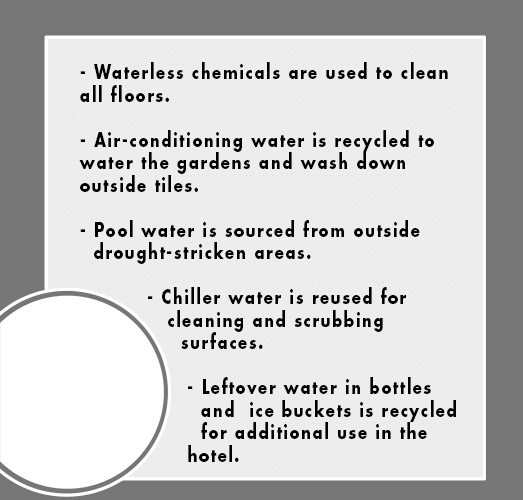 - Waterless chemicals are used to clean
all floors.
- Air-conditioning water is recycled to
water the gardens and wash down
outside tiles.
- Pool water is sourced from outside
drought-stricken areas.
- Chiller water is reused for
cleaning and scrubbing
surfaces.
- Leftover water in bottles
and ice buckets is recycled
for additional use in the
hotel.